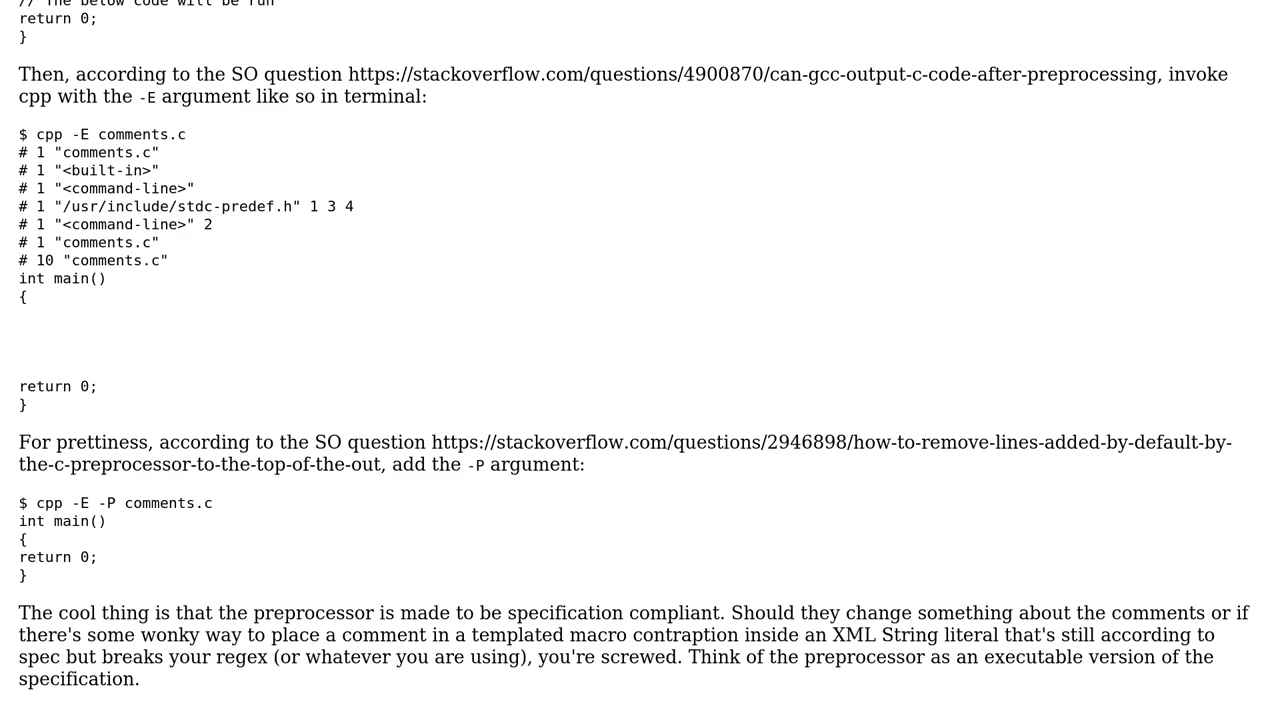 // The below code will be run
return 0;
}
Then, according to the SO question https://stackoverflow.com/questions/4900870/can-gcc-output-c-code-after-preprocessing, invoke
cpp with the -E argument like so in terminal:
$ cpp -E comments.c
# 1 "comments.c"
# 1 "<built-in>"
# 1 "<command-line>"
# 1 "/usr/include/stdc-predef.h" 1 3 4
# 1 "<command-line>" 2
# 1 "comments.c"
# 10 "comments.c"
int main()
{
return 0;
}
For prettiness, according to the SO question https://stackoverflow.com/questions/2946898/how-to-remove-lines-added-by-default-by-
the-c-preprocessor-to-the-top-of-the-out, add the -P argument:
$ cpp -E -P comments.c
int main()
{
return 0;
}
The cool thing is that the preprocessor is made to be specification compliant. Should they change something about the comments or if
there's some wonky way to place a comment in a templated macro contraption inside an XML String literal that's still according to
spec but breaks your regex (or whatever you are using), you're screwed. Think of the preprocessor as an executable version of the
specification.